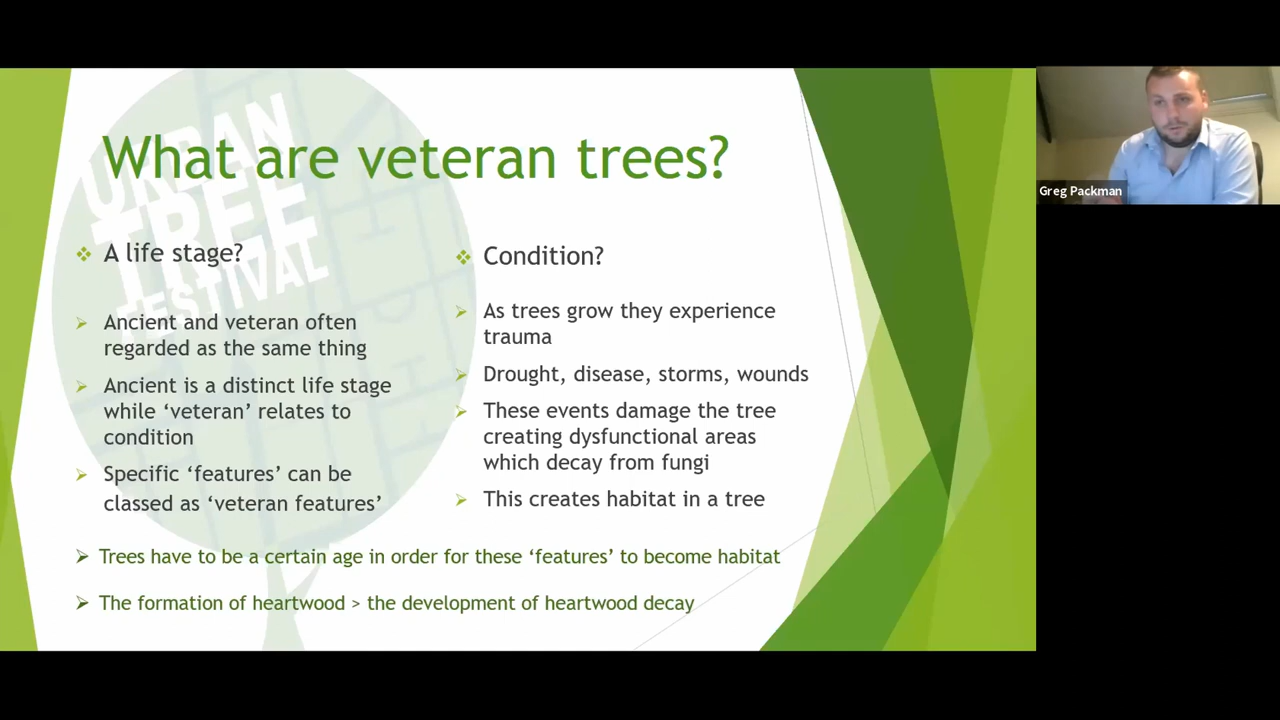 URBAN
TREE
FESTIVAL
What are veteran trees?
A life stage?
Ancient and veteran often
regarded as the same thing
Ancient is a distinct life stage
while ‘veteran’ relates to
condition
Specific ‘features’ can be
classed as ‘veteran features’
Condition?
As trees grow they experience
trauma
Drought, disease, storms, wounds
These events damage the tree
creating dysfunctional areas
which decay from fungi
This creates habitat in a tree
Trees have to be a certain age in order for these ‘features’ to become habitat
The formation of heartwood > the development of heartwood decay
Greg Packman